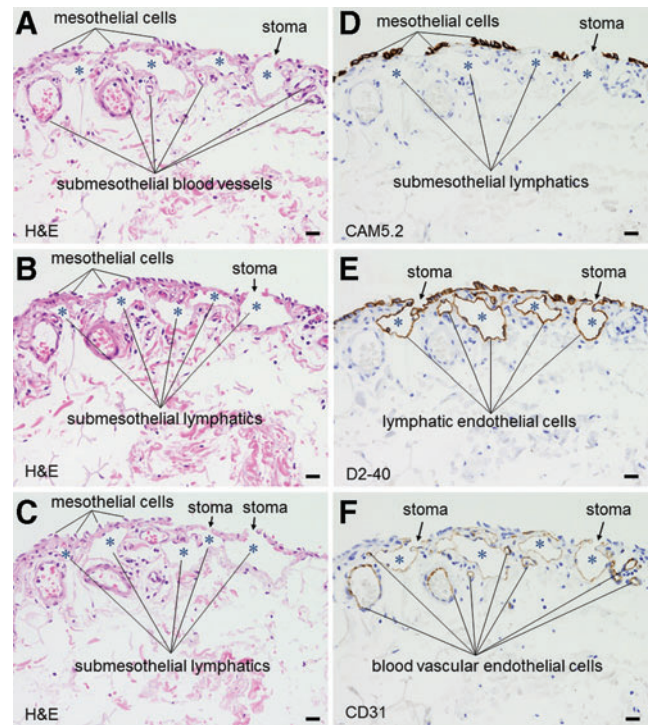 A
mesothelial cells
stoma
*
*
*
*
submesothelial blood vessels
H&E
B
mesothelial cells
stoma
*
*
*
*
*
submesothelial lymphatics
H&E
C
mesothelial cells
stoma stoma
*
*
*
*
*
submesothelial lymphatics
H&E
D
mesothelial cells
stoma
*
*
*
*
submesothelial lymphatics
CAM5.2
E
stoma
stoma
*
*
*
*
lymphatic endothelial cells
D2-40
F
stoma
stoma
*
*
*
*
blood vascular endothelial cells
CD31